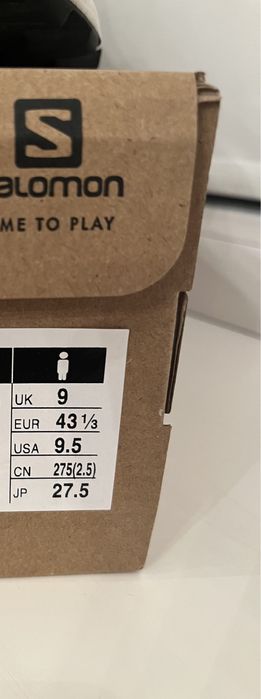 S
alomon
ME TO PLAY
UK 9
EUR 43 1/3
USA 9.5
CN 275(2.5)
JP 27.5